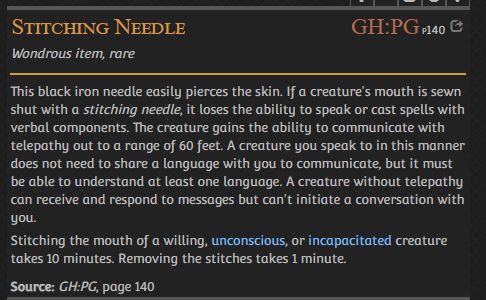 Stitching Needle GH:PG p140
Wondrous item, rare
This black iron needle easily pierces the skin. If a creature's mouth is sewn
shut with a stitching needle, it loses the ability to speak or cast spells with
verbal components. The creature gains the ability to communicate with
telepathy out to a range of 60 feet. A creature you speak to in this manner
does not need to share a language with you to communicate, but it must
be able to understand at least one language. A creature without telepathy
can receive and respond to messages but can't initiate a conversation with
you.
Stitching the mouth of a willing, unconscious, or incapacitated creature
takes 10 minutes. Removing the stitches takes 1 minute.
Source: GH:PG, page 140